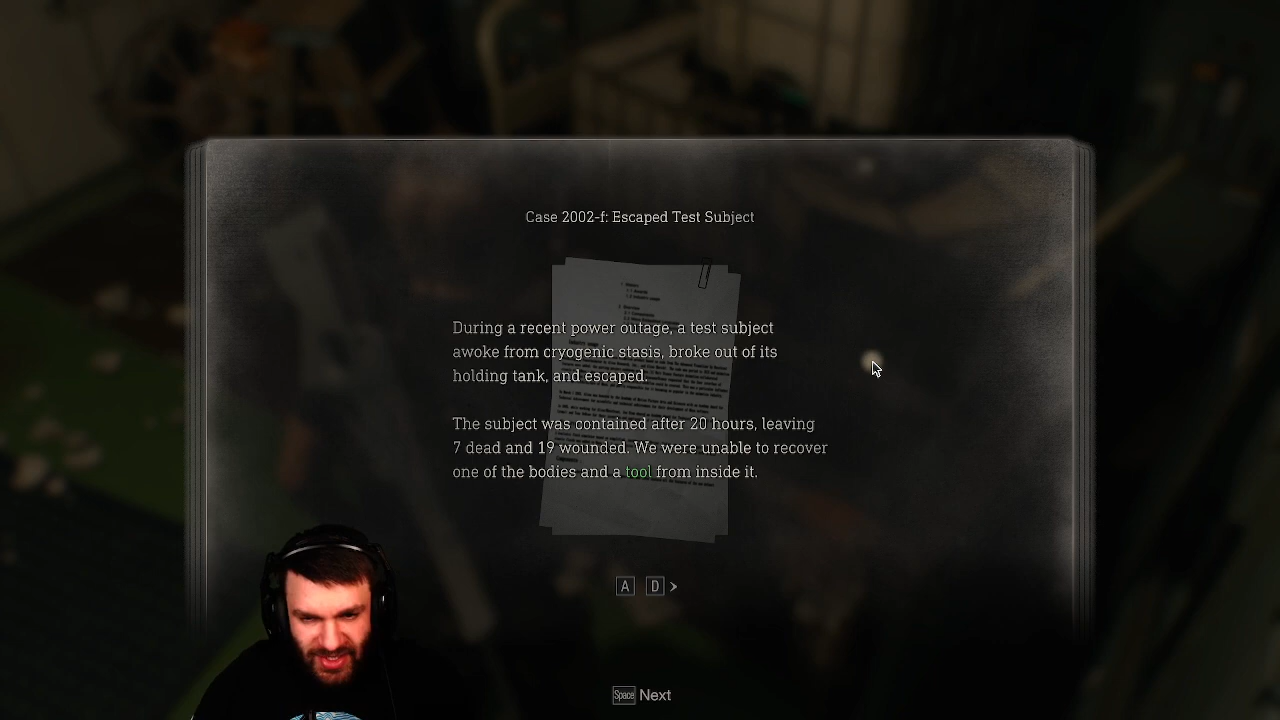 Case 2002-f: Escaped Test Subject
During a recent power outage, a test subject
awoke from cryogenic stasis, broke out of its
holding tank, and escaped.
The subject was contained after 20 hours, leaving
7 dead and 19 wounded. We were unable to recover
one of the bodies and a tool from inside it.
A D >
Space Next